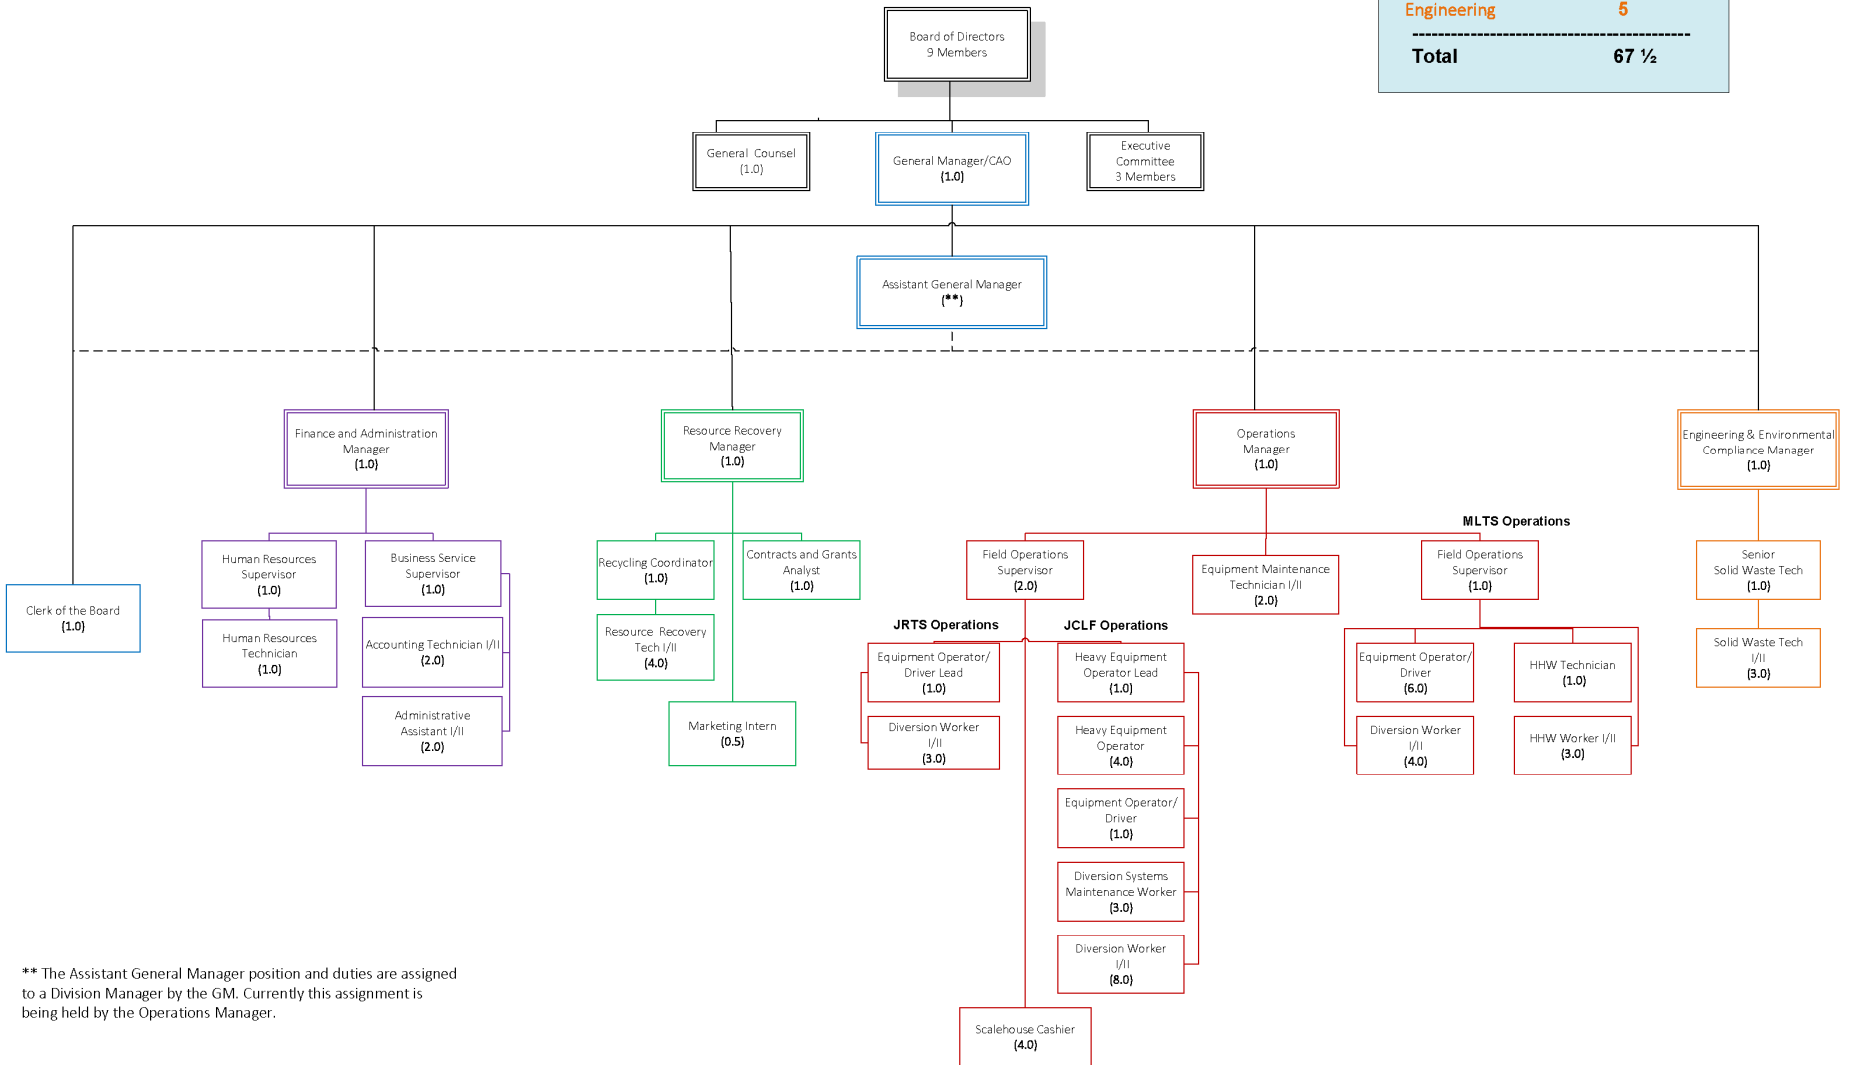 Engineering 5
---------------------------------------------
Total 67 ½
Board of Directors
9 Members
General Counsel
(1.0)
General Manager/CAO
(1.0)
Executive
Committee
3 Members
Assistant General Manager
(**)
Finance and Administration
Manager
(1.0)
Resource Recovery
Manager
(1.0)
Operations
Manager
(1.0)
Engineering & Environmental
Compliance Manager
(1.0)
MLTS Operations
Human Resources
Supervisor
(1.0)
Business Service
Supervisor
(1.0)
Recycling Coordinator
(1.0)
Contracts and Grants
Analyst
(1.0)
Field Operations
Supervisor
(2.0)
Equipment Maintenance
Technician I/II
(2.0)
Field Operations
Supervisor
(1.0)
Senior
Solid Waste Tech
(1.0)
Clerk of the Board
(1.0)
Human Resources
Technician
(1.0)
Accounting Technician I/II
(2.0)
Resource Recovery
Tech I/II
(4.0)
JRTS Operations
JCLF Operations
Equipment Operator/
Driver Lead
(1.0)
Heavy Equipment
Operator Lead
(1.0)
Equipment Operator/
Driver
(6.0)
HHW Technician
(1.0)
Solid Waste Tech
I/II
(3.0)
Administrative
Assistant I/II
(2.0)
Marketing Intern
(0.5)
Diversion Worker
I/II
(3.0)
Heavy Equipment
Operator
(4.0)
Diversion Worker
I/II
(4.0)
HHW Worker I/II
(3.0)
Equipment Operator/
Driver
(1.0)
Diversion Systems
Maintenance Worker
(3.0)
Diversion Worker
I/II
(8.0)
Scalehouse Cashier
(4.0)
** The Assistant General Manager position and duties are assigned
to a Division Manager by the GM. Currently this assignment is
being held by the Operations Manager.